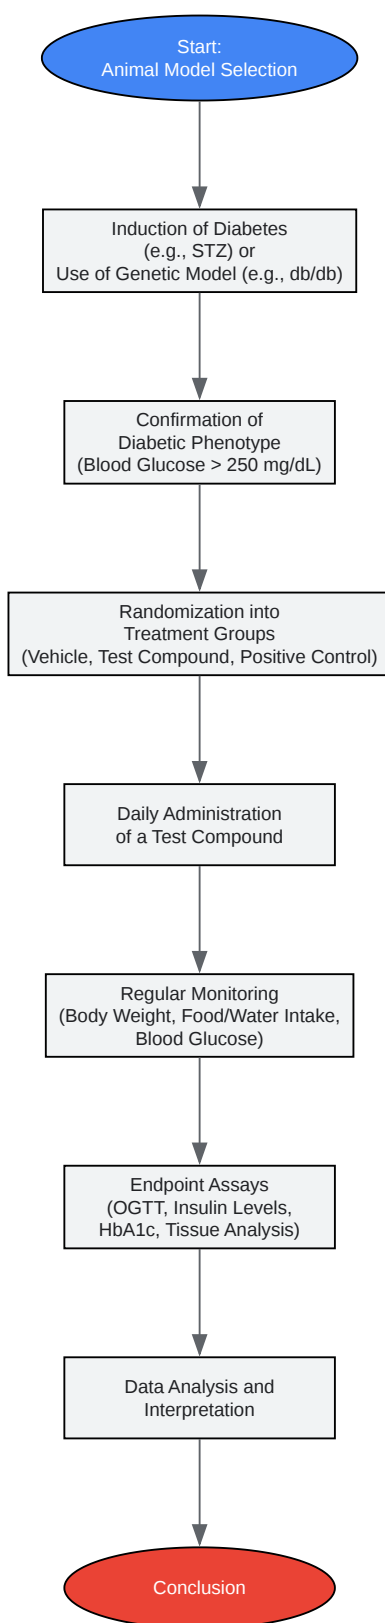 Start:
Animal Model Selection
Induction of Diabetes
(e.g., STZ) or
Use of Genetic Model (e.g., db/db)
Confirmation of
Diabetic Phenotype
(Blood Glucose > 250 mg/dL)
Randomization into
Treatment Groups
(Vehicle, Test Compound, Positive Control)
Daily Administration
of a Test Compound
Regular Monitoring
(Body Weight, Food/Water Intake,
Blood Glucose)
Endpoint Assays
(OGTT, Insulin Levels,
HbA1c, Tissue Analysis)
Data Analysis and
Interpretation
Conclusion